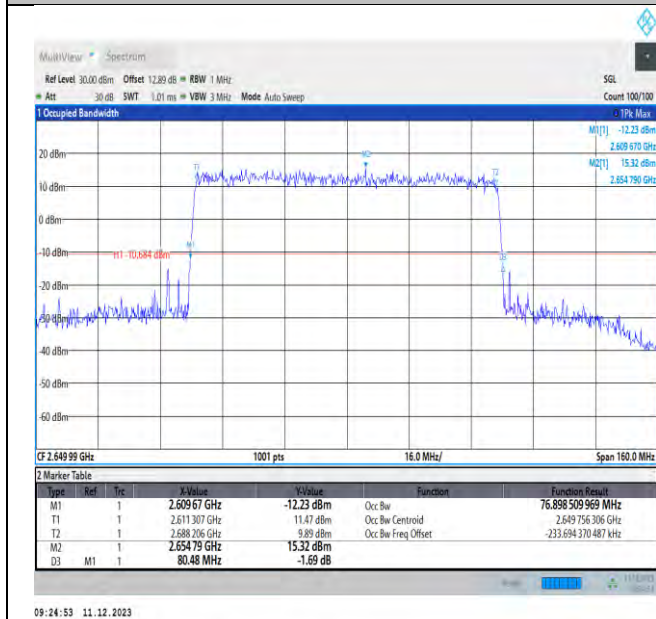 MultiView Spectrum
Ref Level 30.00 dBm Offset 12.89 dB RBW 1 MHz SGL
Att 30 dB SWT 1.01 ms VBW 3 MHz Mode Auto Sweep Count 100/100
1 Occupied Bandwidth 1Pk Max
M1[1] -12.23 dBm
2.609 670 GHz
M2[1] 15.32 dBm
2.654 790 GHz
20 dBm
M2
T1
T2
10 dBm
0 dBm
M1
-10 dBm
H1 -10.684 dBm
D3
-20 dBm
-30 dBm
-40 dBm
-50 dBm
-60 dBm
CF 2.649 99 GHz 1001 pts 16.0 MHz/ Span 160.0 MHz
2 Marker Table
Type Ref Trc X-Value Y-Value Function Function Result
M1 1 2.609 67 GHz -12.23 dBm Occ Bw 76.898 509 969 MHz
T1 1 2.611 307 GHz 11.47 dBm Occ Bw Centroid 2.649 756 306 GHz
T2 1 2.688 206 GHz 9.89 dBm Occ Bw Freq Offset -233.694 370 487 kHz
M2 1 2.654 79 GHz 15.32 dBm
D3 M1 1 80.48 MHz -1.69 dB
09:24:53 11.12.2023